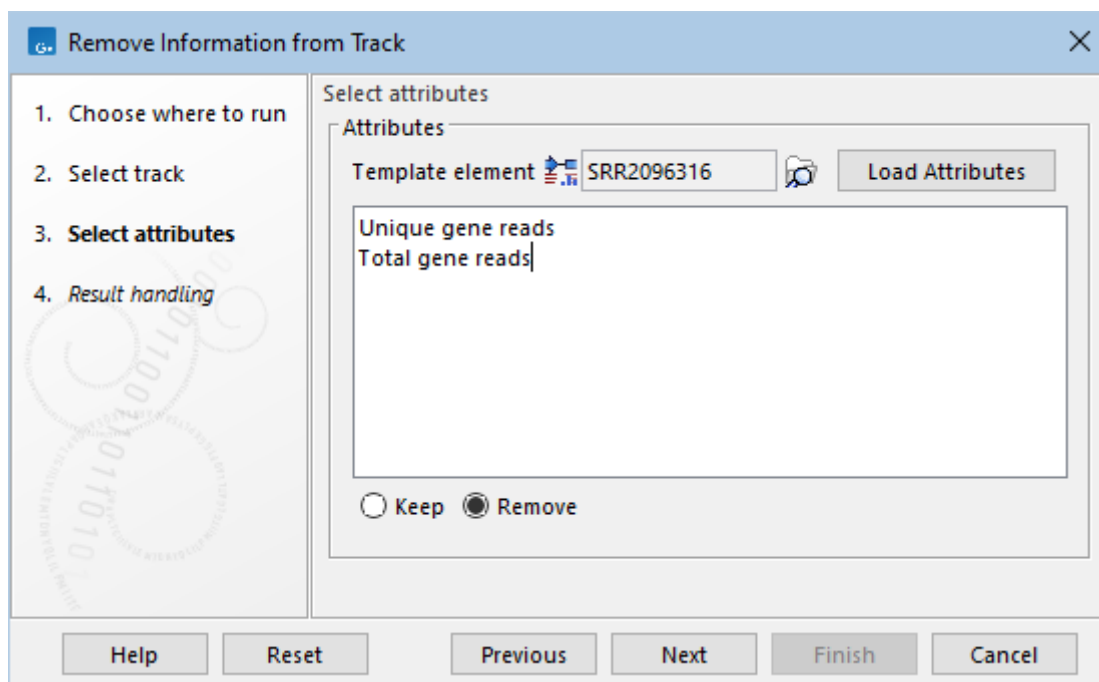 G.
Remove Information from Track
1. Choose where to run
2. Select track
3. Select attributes
4. Result handling
Select attributes
Attributes
Template element SRR2096316 Load Attributes
Unique gene reads
Total gene reads
Keep Remove
Help Reset Previous Next Finish Cancel